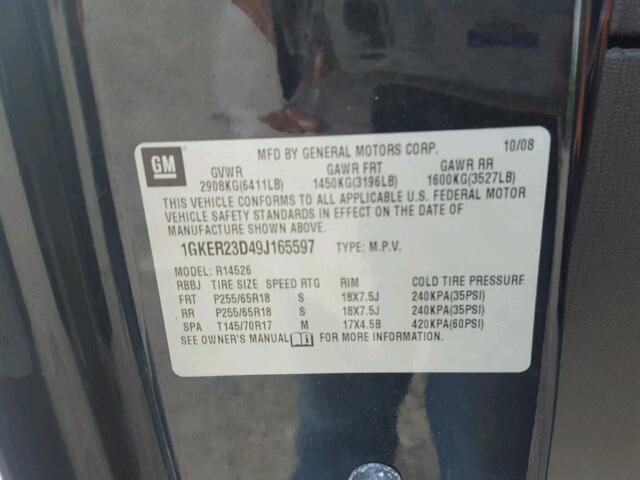 GM
MFD BY GENERAL MOTORS CORP. 10/08
GVWR GAWR FRT GAWR RR
2908KG(6411LB) 1450KG(3196LB) 1600KG(3527LB)
THIS VEHICLE CONFORMS TO ALL APPLICABLE U.S. FEDERAL MOTOR
VEHICLE SAFETY STANDARDS IN EFFECT ON THE DATE OF
MANUFACTURE SHOWN ABOVE.
1GKER23D49J165597 TYPE: M.P.V.
MODEL: R14526
RBBJ TIRE SIZE SPEED RTG RIM COLD TIRE PRESSURE
FRT P255/65R18 S 18X7.5J 240KPA(35PSI)
RR P255/65R18 S 18X7.5J 240KPA(35PSI)
SPA T145/70R17 M 17X4.5B 420KPA(60PSI)
SEE OWNER'S MANUAL FOR MORE INFORMATION.